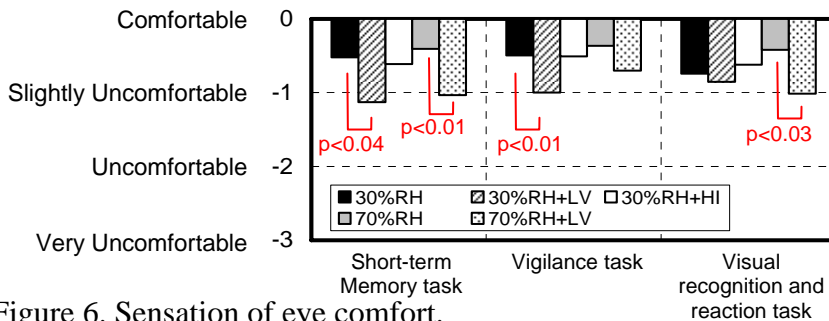 Comfortable 0
Slightly Uncomfortable -1
Uncomfortable -2
Very Uncomfortable -3
p<0.04
p<0.01
p<0.01
p<0.03
30%RH 30%RH+LV 30%RH+HI
70%RH 70%RH+LV
Short-term
Memory task
Vigilance task
Visual
recognition and
reaction task
Figure 6. Sensation of eye comfort.